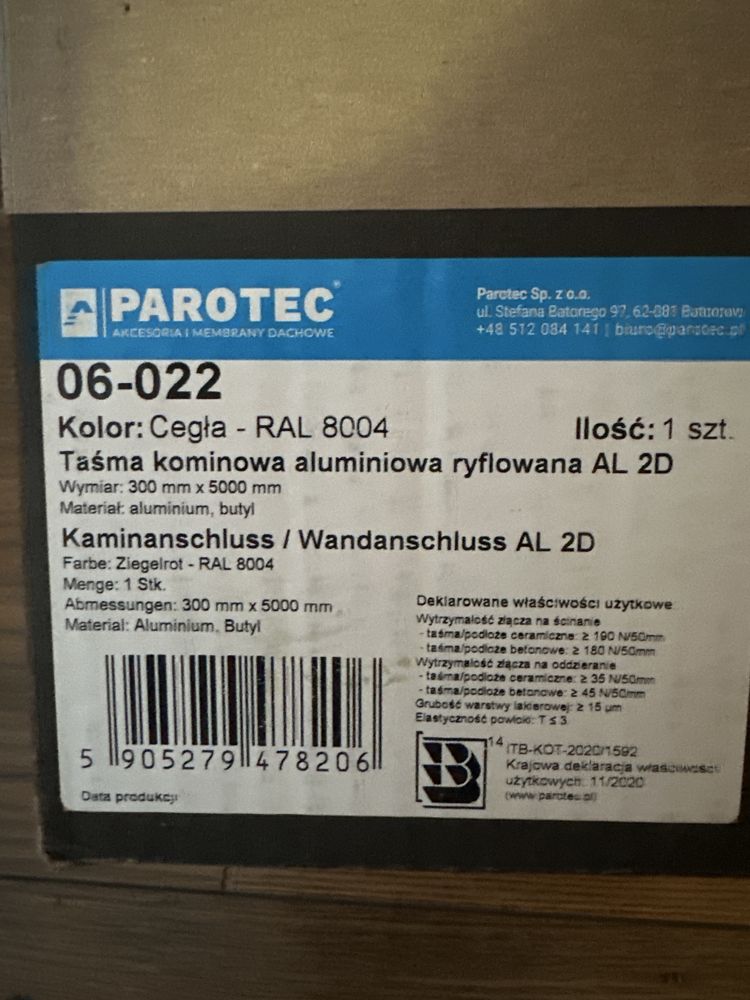 PAROTEC®
AKCESORIA I MEMBRANY DACHOWE
Parotec Sp. z o.o.
ul. Stefana Batorego 97, 62-081
+48 512 084 141 | biuro@parotec.pl
06-022
Kolor: Cegła - RAL 8004
Ilość: 1 szt.
Taśma kominowa aluminiowa ryflowana AL 2D
Wymiar: 300 mm x 5000 mm
Materiał: aluminium, butyl
Kaminanschluss / Wandanschluss AL 2D
Farbe: Ziegelrot - RAL 8004
Menge: 1 Stk.
Abmessungen: 300 mm x 5000 mm
Material: Aluminium, Butyl
Deklarowane właściwości użytkowe
Wytrzymałość złącza na ścinanie
- taśma/podłoże ceramiczne: ≥ 190 N/50mm
- taśma/podłoże betonowe: ≥ 180 N/50mm
Wytrzymałość złącza na oddzieranie
- taśma/podłoże ceramiczne: ≥ 35 N/50mm
- taśma/podłoże betonowe: ≥ 45 N/50mm
Grubość warstwy lakierowej: ≥ 15 µm
Elastyczność powłoki: T ≤ 3
5 905279 478206
14
ITB-KOT-2020/1592
Krajowa deklaracja właściwości
użytkowych: 11/2020
(www.parotec.pl)
Data produkcji